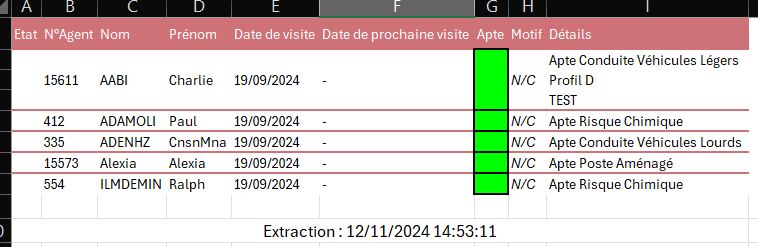 A B C D E F G H I
Etat N°Agent Nom Prénom Date de visite Date de prochaine visite Apte Motif Détails
Apte Conduite Véhicules Légers
15611 AABI Charlie 19/09/2024 - N/C Profil D
TEST
412 ADAMOLI Paul 19/09/2024 - N/C Apte Risque Chimique
335 ADENHZ CnsnMna 19/09/2024 - N/C Apte Conduite Véhicules Lourds
15573 Alexia Alexia 19/09/2024 - N/C Apte Poste Aménagé
554 ILMDEMIN Ralph 19/09/2024 - N/C Apte Risque Chimique
Extraction : 12/11/2024 14:53:11